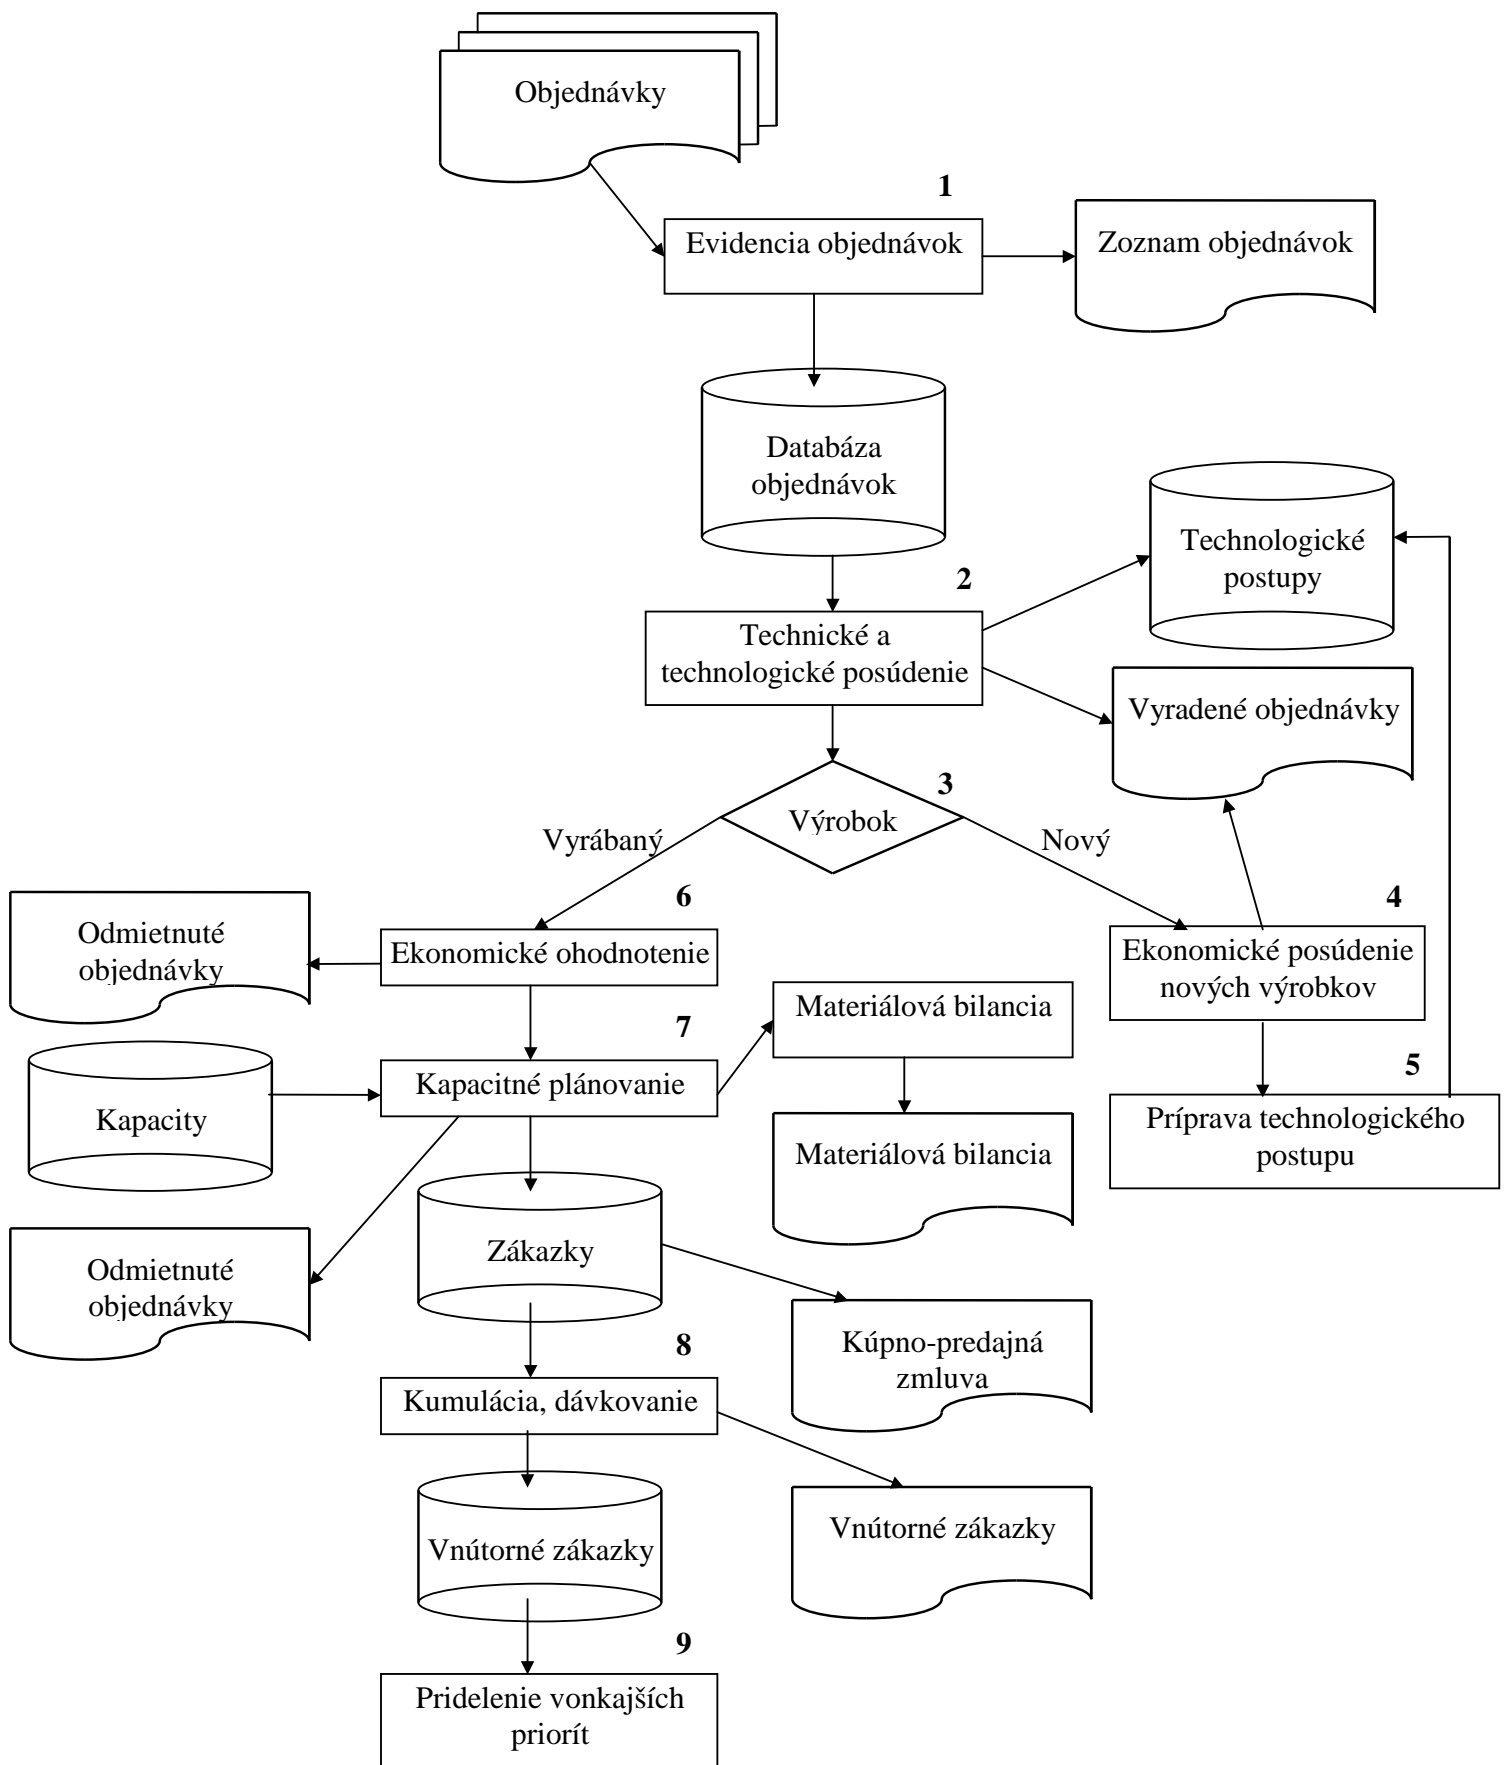 Objednávky
1
Evidencia objednávok
Zoznam objednávok
Databáza
objednávok
Technologické
postupy
2
Technické a
technologické posúdenie
Vyradené objednávky
3
Výrobok
Vyrábaný
Nový
6
4
Odmietnuté
objednávky
Ekonomické ohodnotenie
Ekonomické posúdenie
nových výrobkov
Materiálová bilancia
7
5
Kapacitné plánovanie
Kapacity
Príprava technologického
postupu
Materiálová bilancia
Zákazky
Odmietnuté
objednávky
Kúpno-predajná
zmluva
8
Kumulácia, dávkovanie
Vnútorné zákazky
Vnútorné zákazky
9
Pridelenie vonkajších
priorít